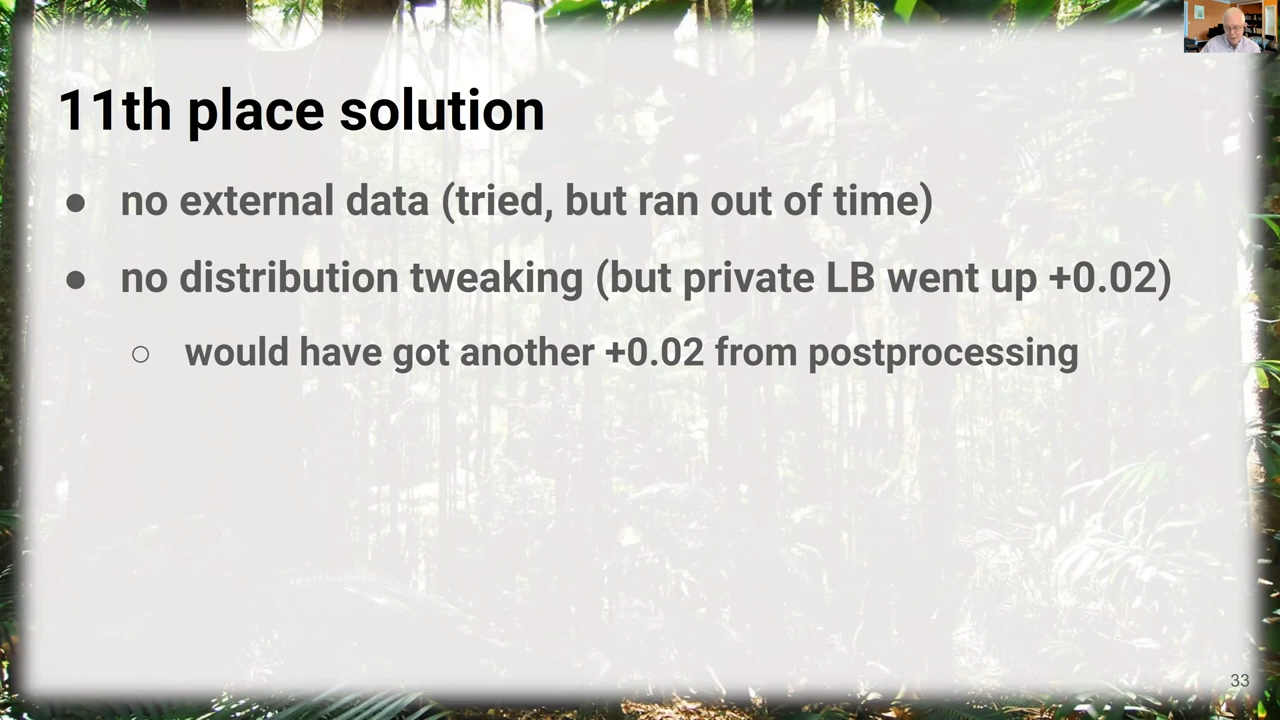 11th place solution
● no external data (tried, but ran out of time)
● no distribution tweaking (but private LB went up +0.02)
○ would have got another +0.02 from postprocessing
33